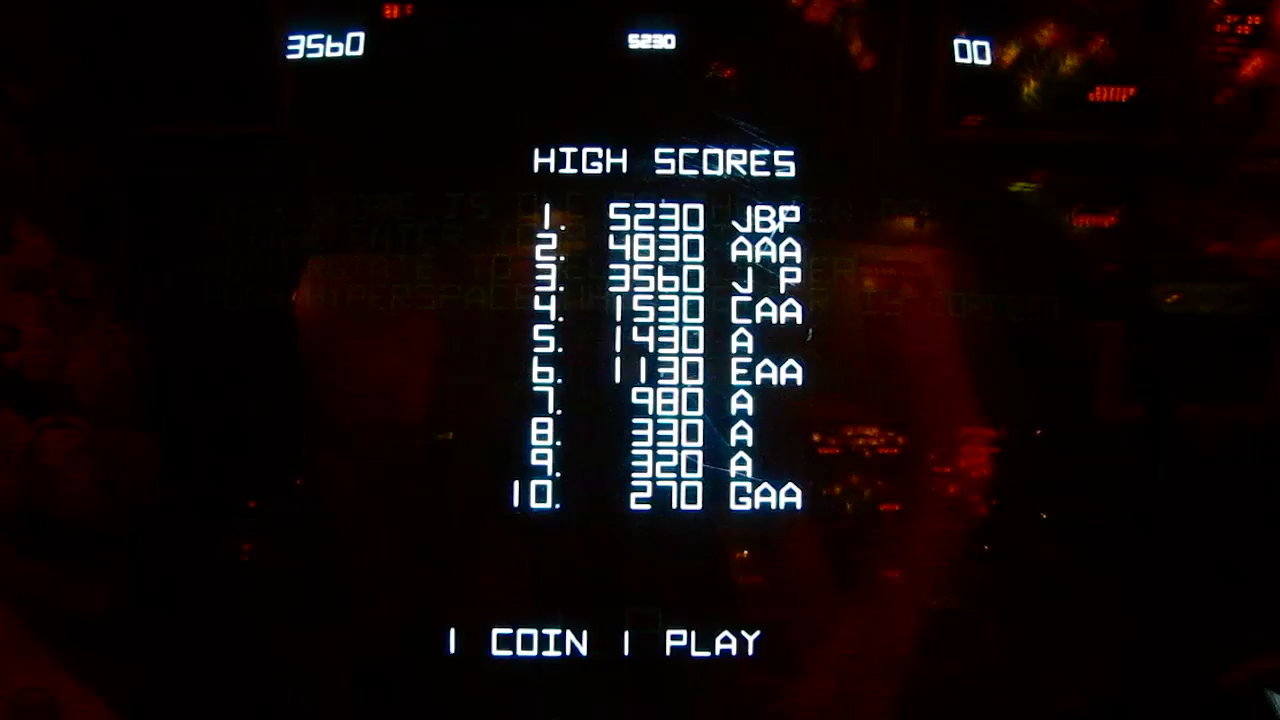 3560 5230 00
HIGH SCORES
1. 5230 JBP
2. 4830 AAA
3. 3560 J P
4. 1530 CAA
5. 1430 A
6. 1130 EAA
7. 980 A
8. 330 A
9. 320 A
10. 270 GAA
1 COIN 1 PLAY